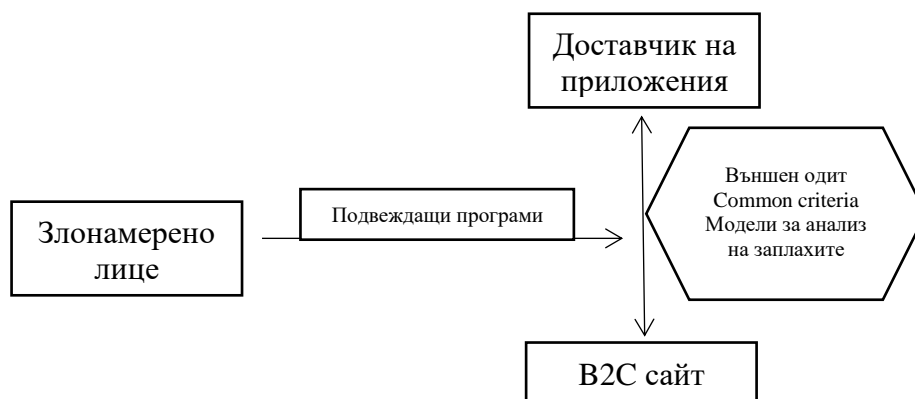 Доставчик на
приложения
Външен одит
Common criteria
Модели за анализ
на заплахите
Подвеждащи програми
Злонамерено
лице
B2C сайт